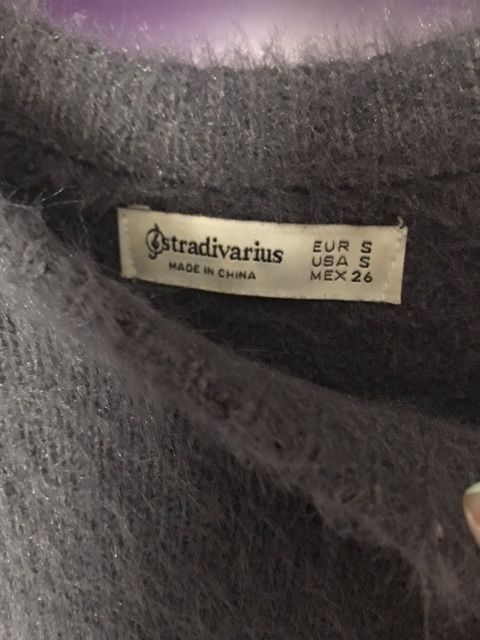 stradivarius
MADE IN CHINA
EUR S
USA S
MEX 26